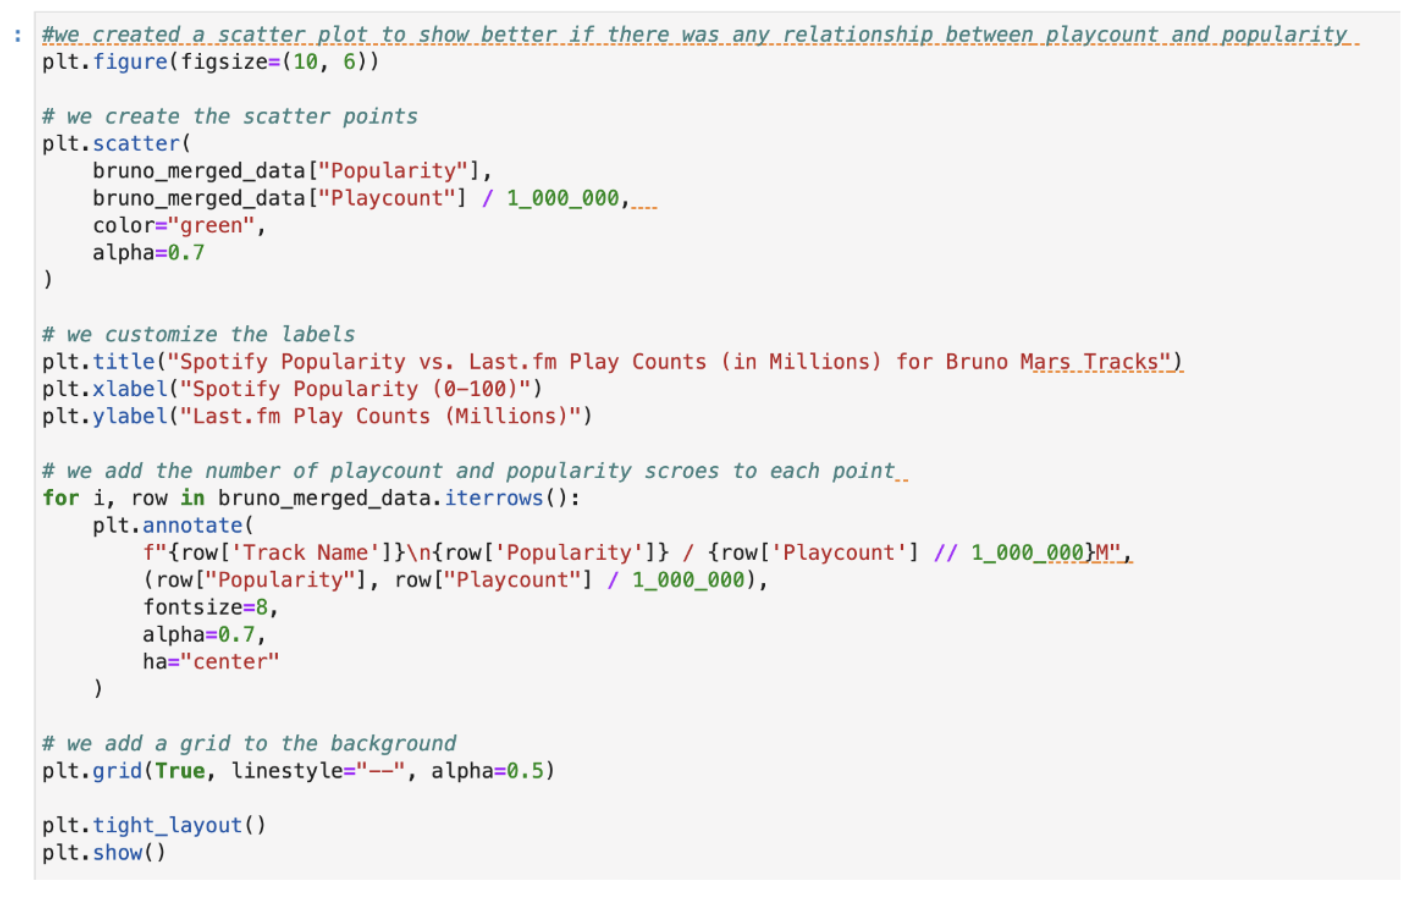 :
#we created a scatter plot to show better if there was any relationship between playcount and popularity
plt.figure(figsize=(10, 6))
# we create the scatter points
plt.scatter(
    bruno_merged_data["Popularity"],
    bruno_merged_data["Playcount"] / 1_000_000,
    color="green",
    alpha=0.7
)
# we customize the labels
plt.title("Spotify Popularity vs. Last.fm Play Counts (in Millions) for Bruno Mars Tracks")
plt.xlabel("Spotify Popularity (0–100)")
plt.ylabel("Last.fm Play Counts (Millions)")
# we add the number of playcount and popularity scroes to each point
for i, row in bruno_merged_data.iterrows():
    plt.annotate(
        f"{row['Track Name']}\n{row['Popularity']} / {row['Playcount'] // 1_000_000}M",
        (row["Popularity"], row["Playcount"] / 1_000_000),
        fontsize=8,
        alpha=0.7,
        ha="center"
    )
# we add a grid to the background
plt.grid(True, linestyle="--", alpha=0.5)
plt.tight_layout()
plt.show()